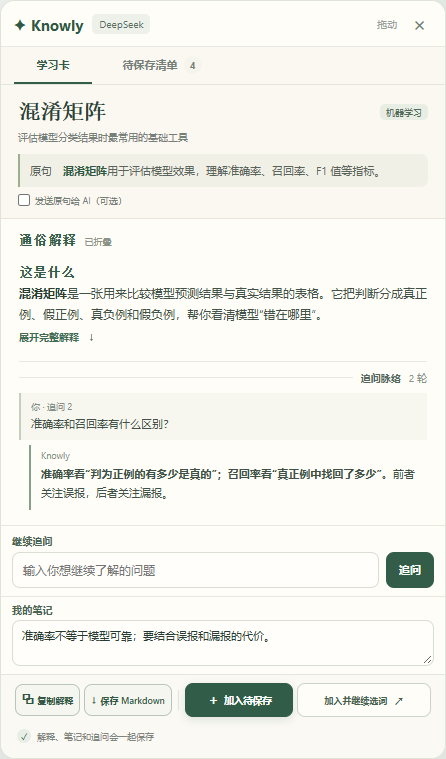 ✦ Knowly DeepSeek 拖动 ×
学习卡 待保存清单 4
混淆矩阵 机器学习
评估模型分类结果时最常用的基础工具
原句 混淆矩阵用于评估模型效果，理解准确率、召回率、F1 值等指标。
发送原句给 AI（可选）
通俗解释 已折叠
这是什么
混淆矩阵是一张用来比较模型预测结果与真实结果的表格。它把判断分成真正
例、假正例、真负例和假负例，帮你看清模型“错在哪里”。
展开完整解释 ↓
追问脉络 2 轮
你 · 追问 2
准确率和召回率有什么区别？
Knowly
准确率看“判为正例的有多少是真的”；召回率看“真正例中找回了多少”。前者
关注误报，后者关注漏报。
继续追问
输入你想继续了解的问题 追问
我的笔记
准确率不等于模型可靠；要结合误报和漏报的代价。
复制解释 ↓ 保存 Markdown ＋ 加入待保存 加入并继续选词 ↗
✓ 解释、笔记和追问会一起保存